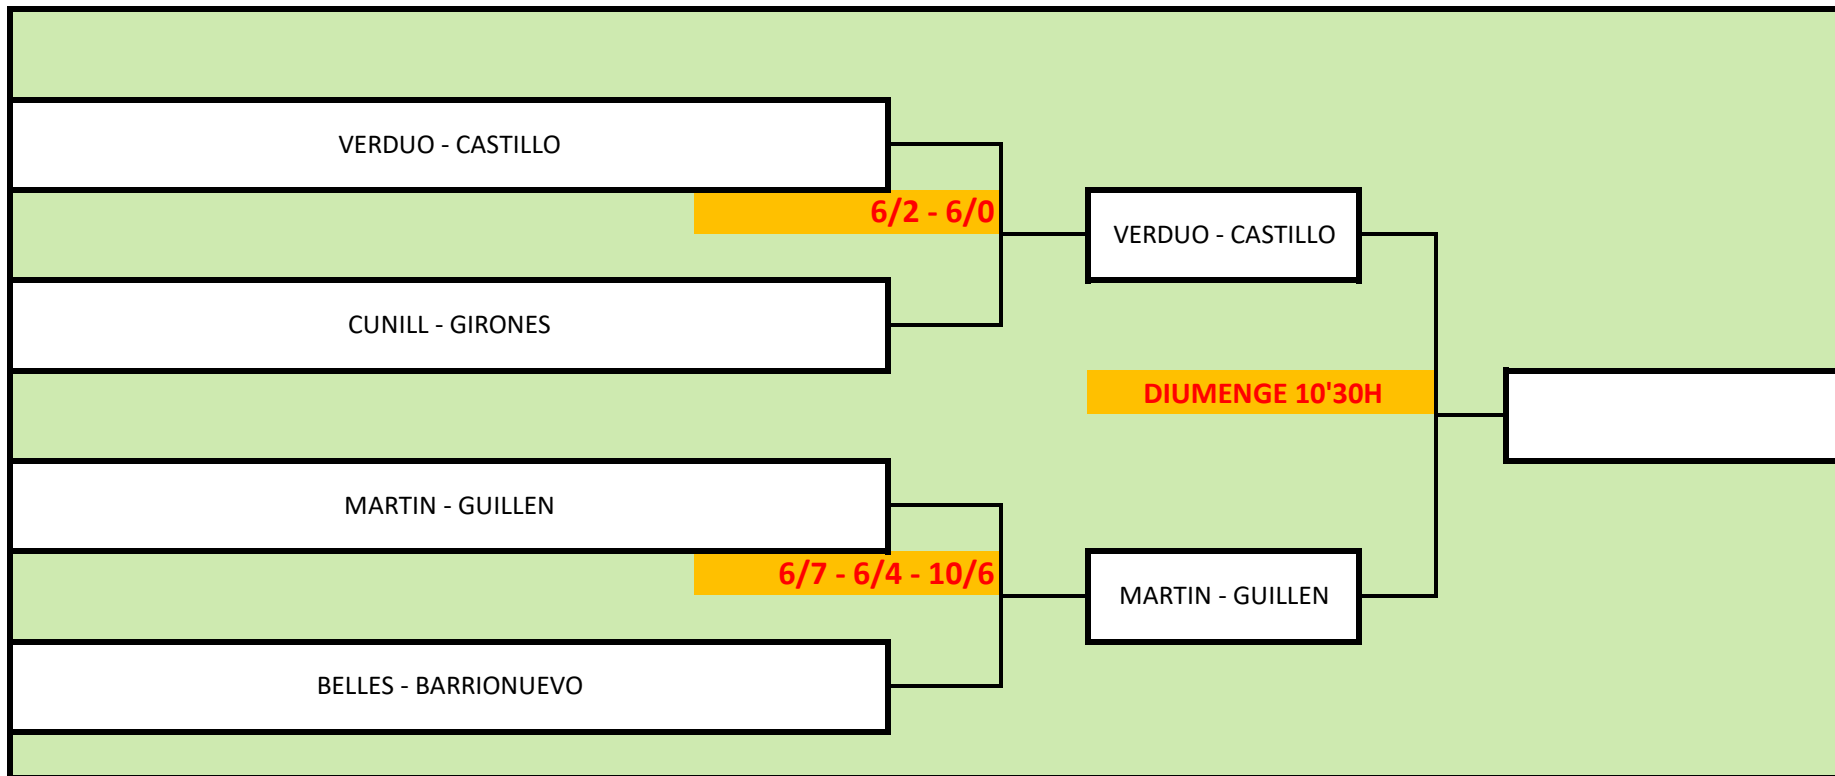 VERDUO - CASTILLO
6/2 - 6/0
VERDUO - CASTILLO
CUNILL - GIRONES
DIUMENGE 10'30H
MARTIN - GUILLEN
6/7 - 6/4 - 10/6
MARTIN - GUILLEN
BELLES - BARRIONUEVO